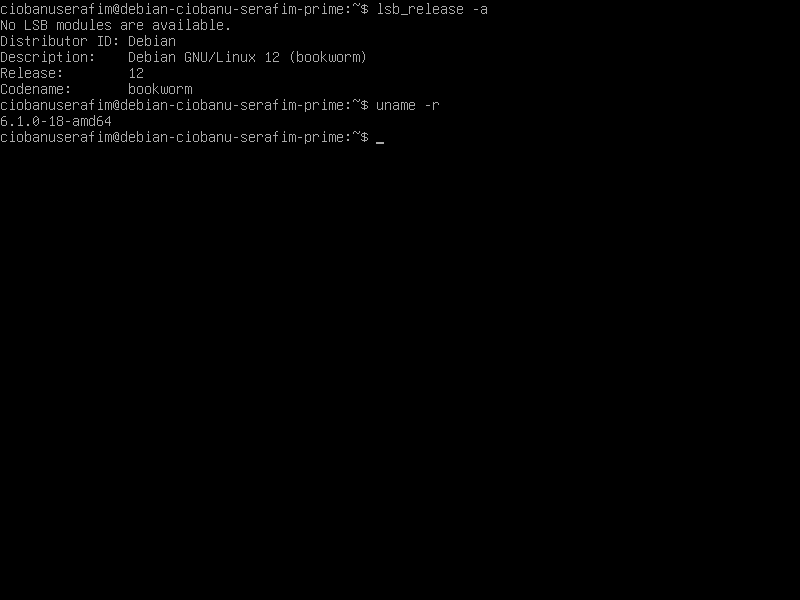 ciobanuserafim@debian-ciobanu-serafim-prime:~$ lsb_release -a
No LSB modules are available.
Distributor ID: Debian
Description:    Debian GNU/Linux 12 (bookworm)
Release:        12
Codename:       bookworm
ciobanuserafim@debian-ciobanu-serafim-prime:~$ uname -r
6.1.0-18-amd64
ciobanuserafim@debian-ciobanu-serafim-prime:~$ _